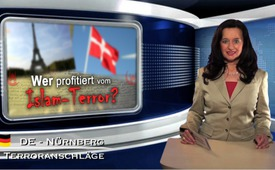 Wer profitiert vom
Islam-Terror?
DE - Nürnberg
Terroranschläge